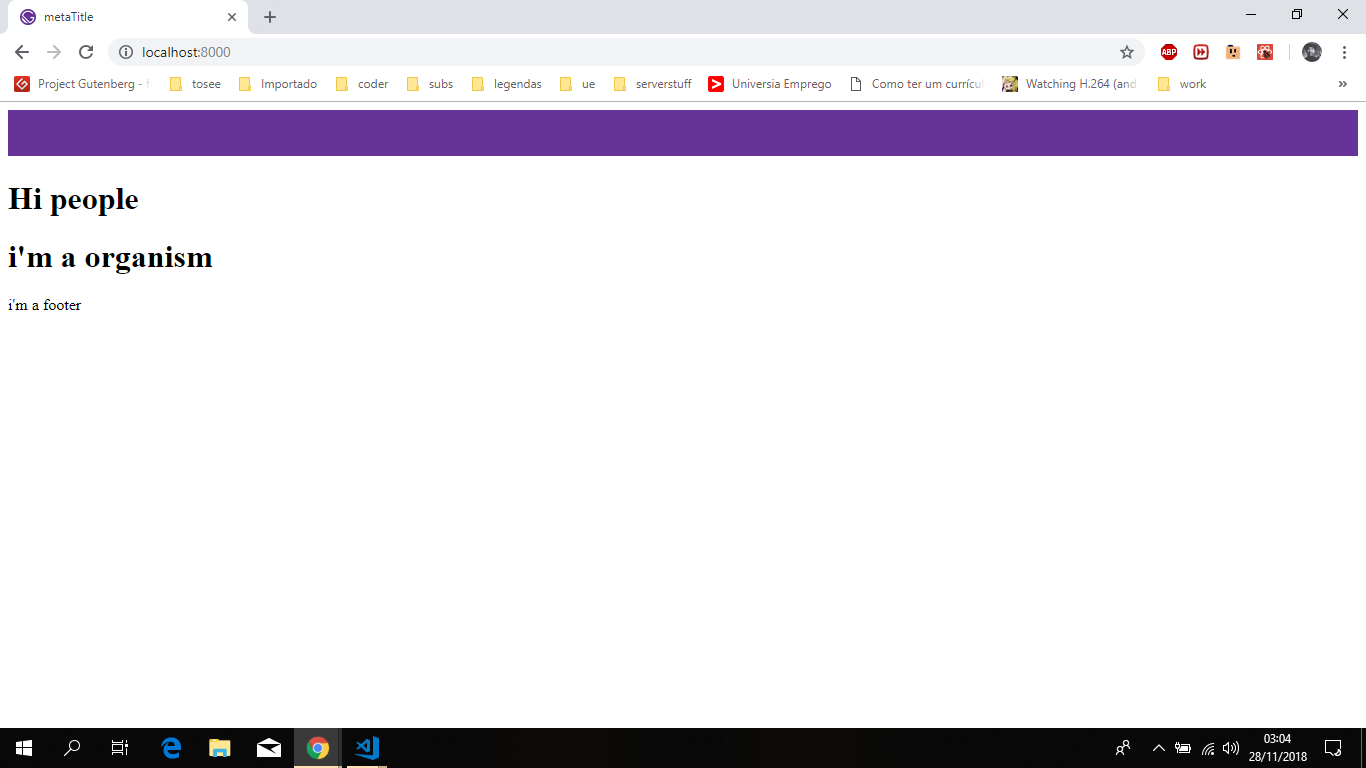 metaTitle
localhost:8000
ABP
Project Gutenberg - f tosee Importado coder subs legendas ue serverstuff Universia Emprego Como ter um currícul Watching H.264 (and work »
Hi people
i'm a organism
i'm a footer
03:04
28/11/2018